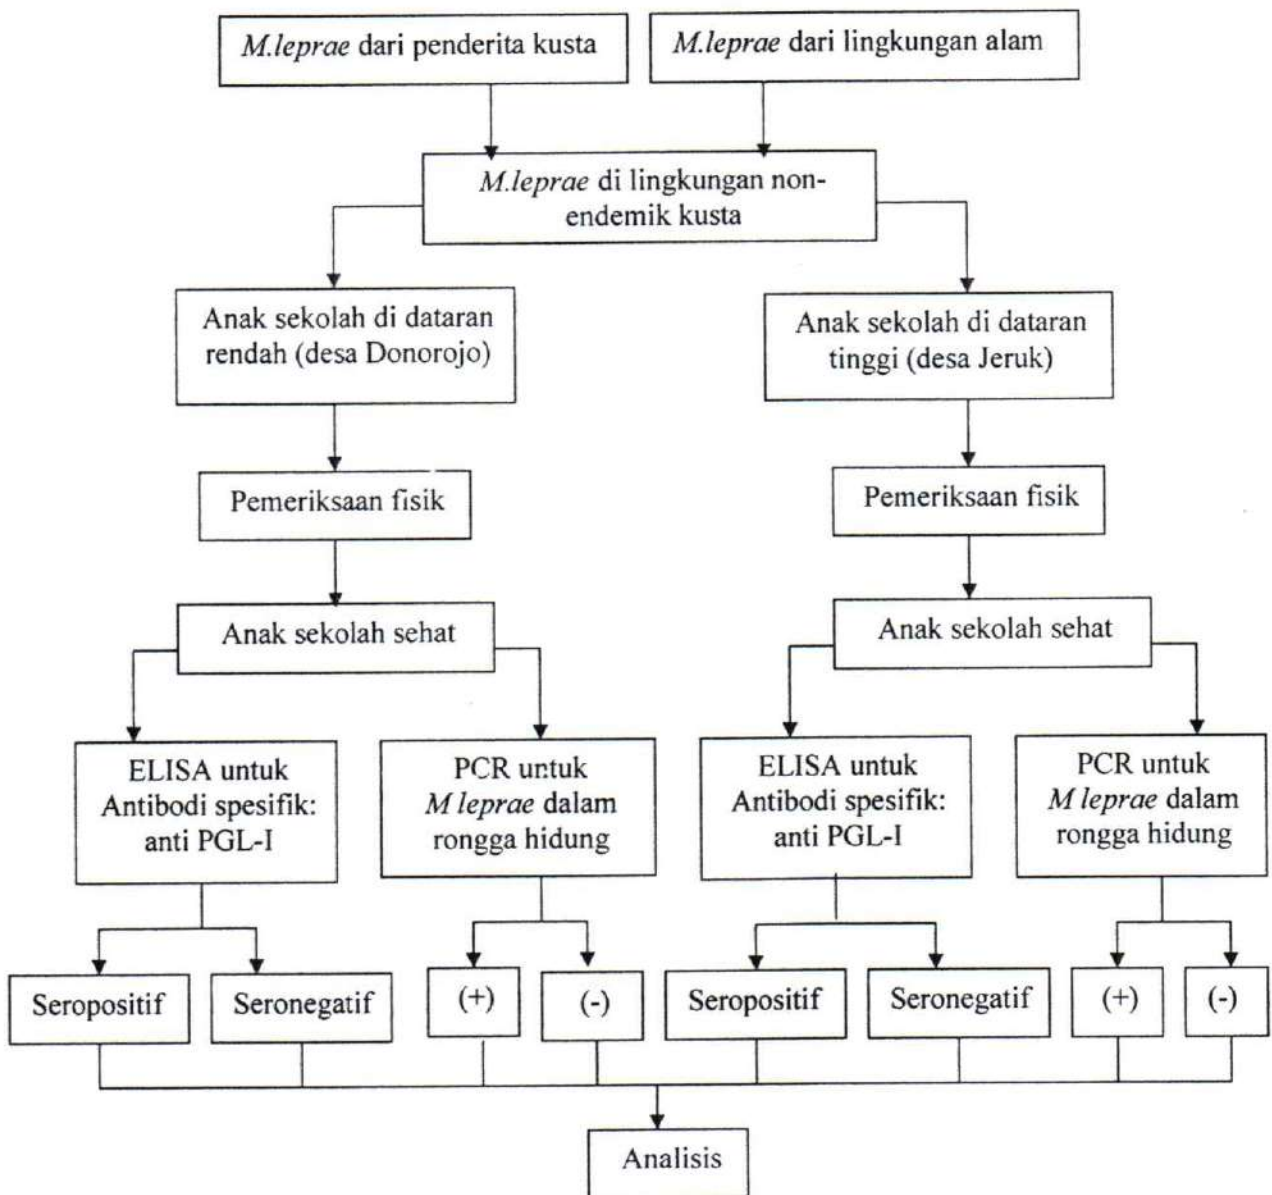 M.leprae dari penderita kusta
M.leprae dari lingkungan alam
M.leprae di lingkungan non-
endemik kusta
Anak sekolah di dataran
rendah (desa Donorojo)
Anak sekolah di dataran
tinggi (desa Jeruk)
Pemeriksaan fisik
Pemeriksaan fisik
Anak sekolah sehat
Anak sekolah sehat
ELISA untuk
Antibodi spesifik:
anti PGL-I
PCR untuk
M leprae dalam
rongga hidung
ELISA untuk
Antibodi spesifik:
anti PGL-I
PCR untuk
M leprae dalam
rongga hidung
Seropositif
Seronegatif
(+)
(-)
Seropositif
Seronegatif
(+)
(-)
Analisis